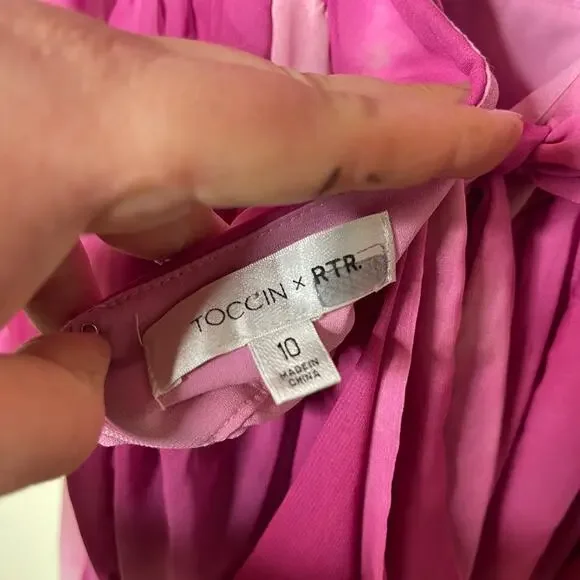 TOCCIN x RTR.
10
MADE IN
CHINA